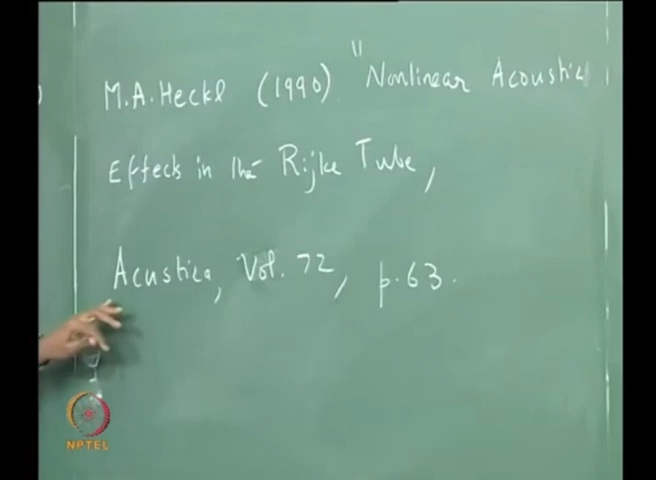 M.A. Heckl (1990) "Nonlinear Acoustic
Effects in the Rijke Tube,
Acustica, Vol. 72, p. 63.
NPTEL